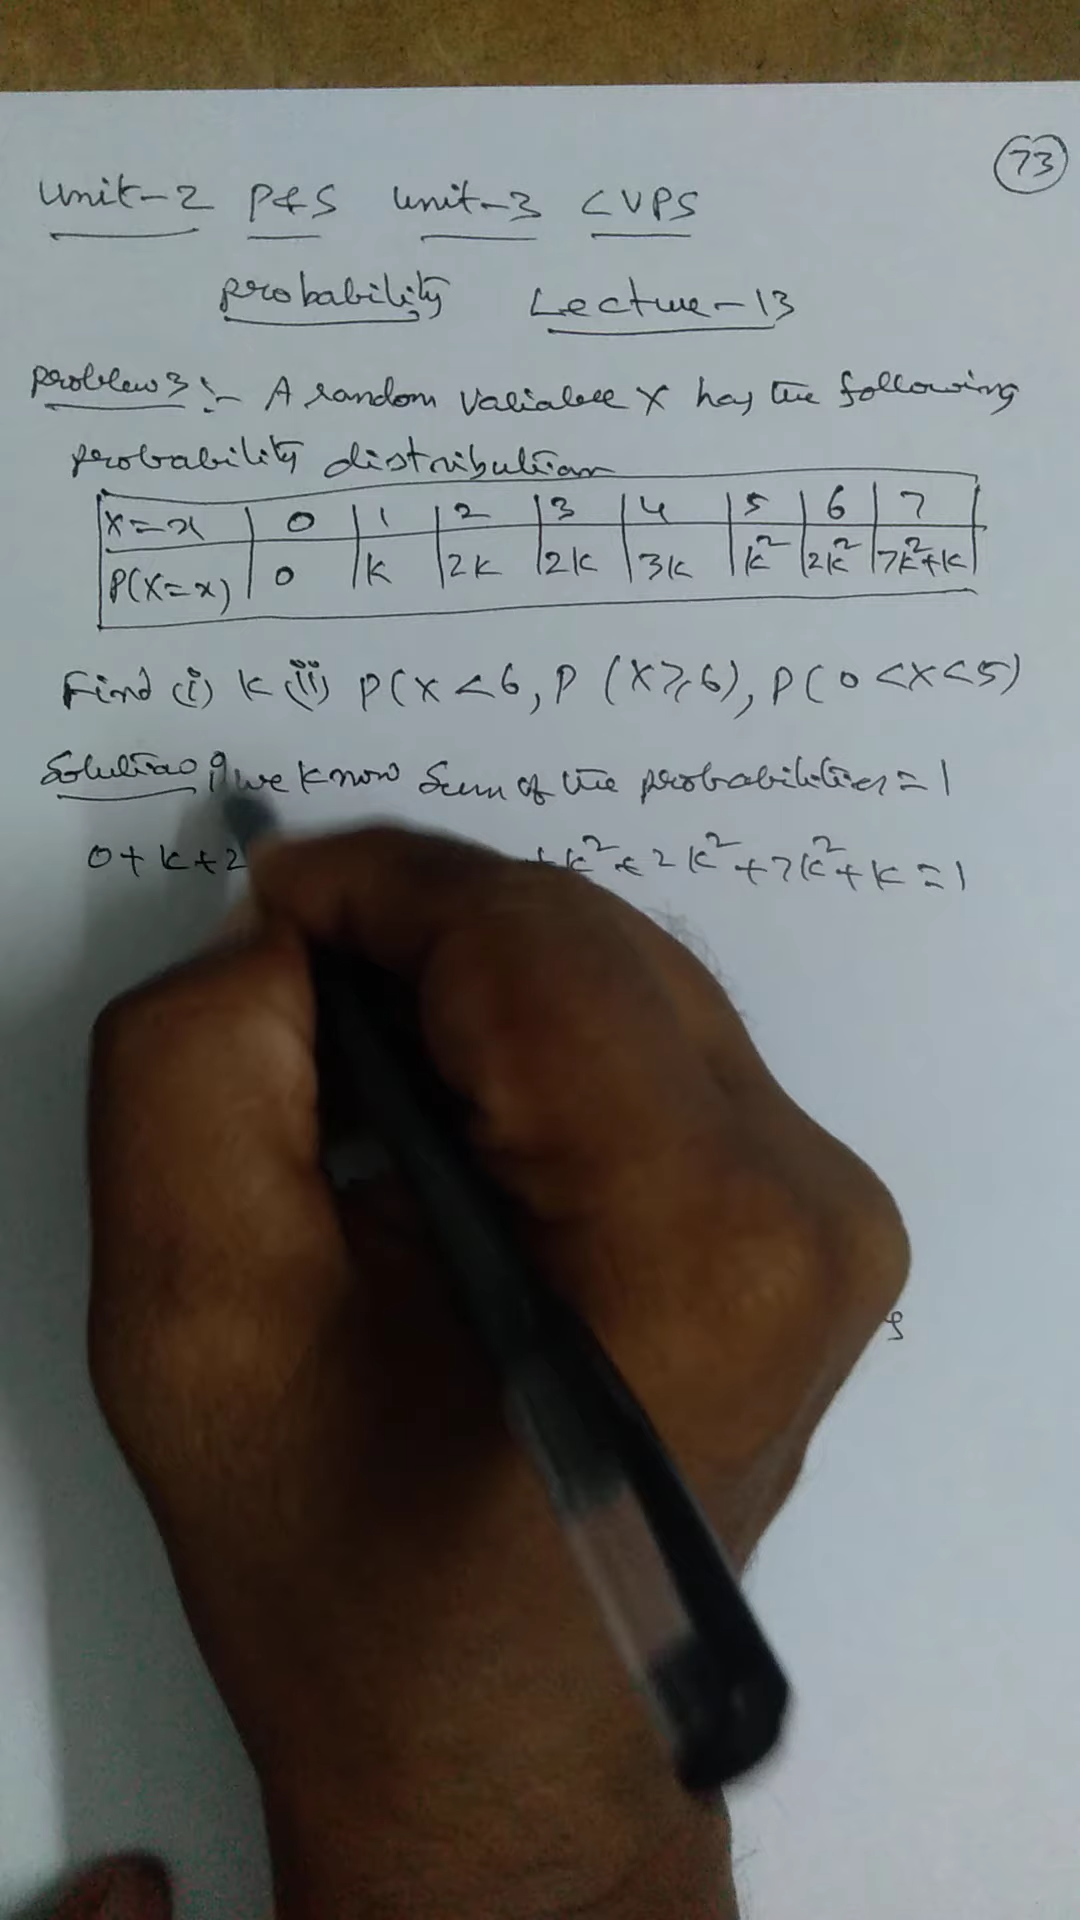 73
Unit-2 P&S Unit-3 CVPS
probability Lecture-13
problem 3:- A random variable X has the following
probability distribution
X=x | 0 | 1 | 2 | 3 | 4 | 5 | 6 | 7
P(X=x) | 0 | k | 2k | 2k | 3k | k² | 2k² | 7k²+k
Find (i) k (ii) P(X<6, P (X≥6), P(0<X<5)
Solution: we know Sum of the probabilities = 1
0+k+2 +k²+2k²+7k²+k=1